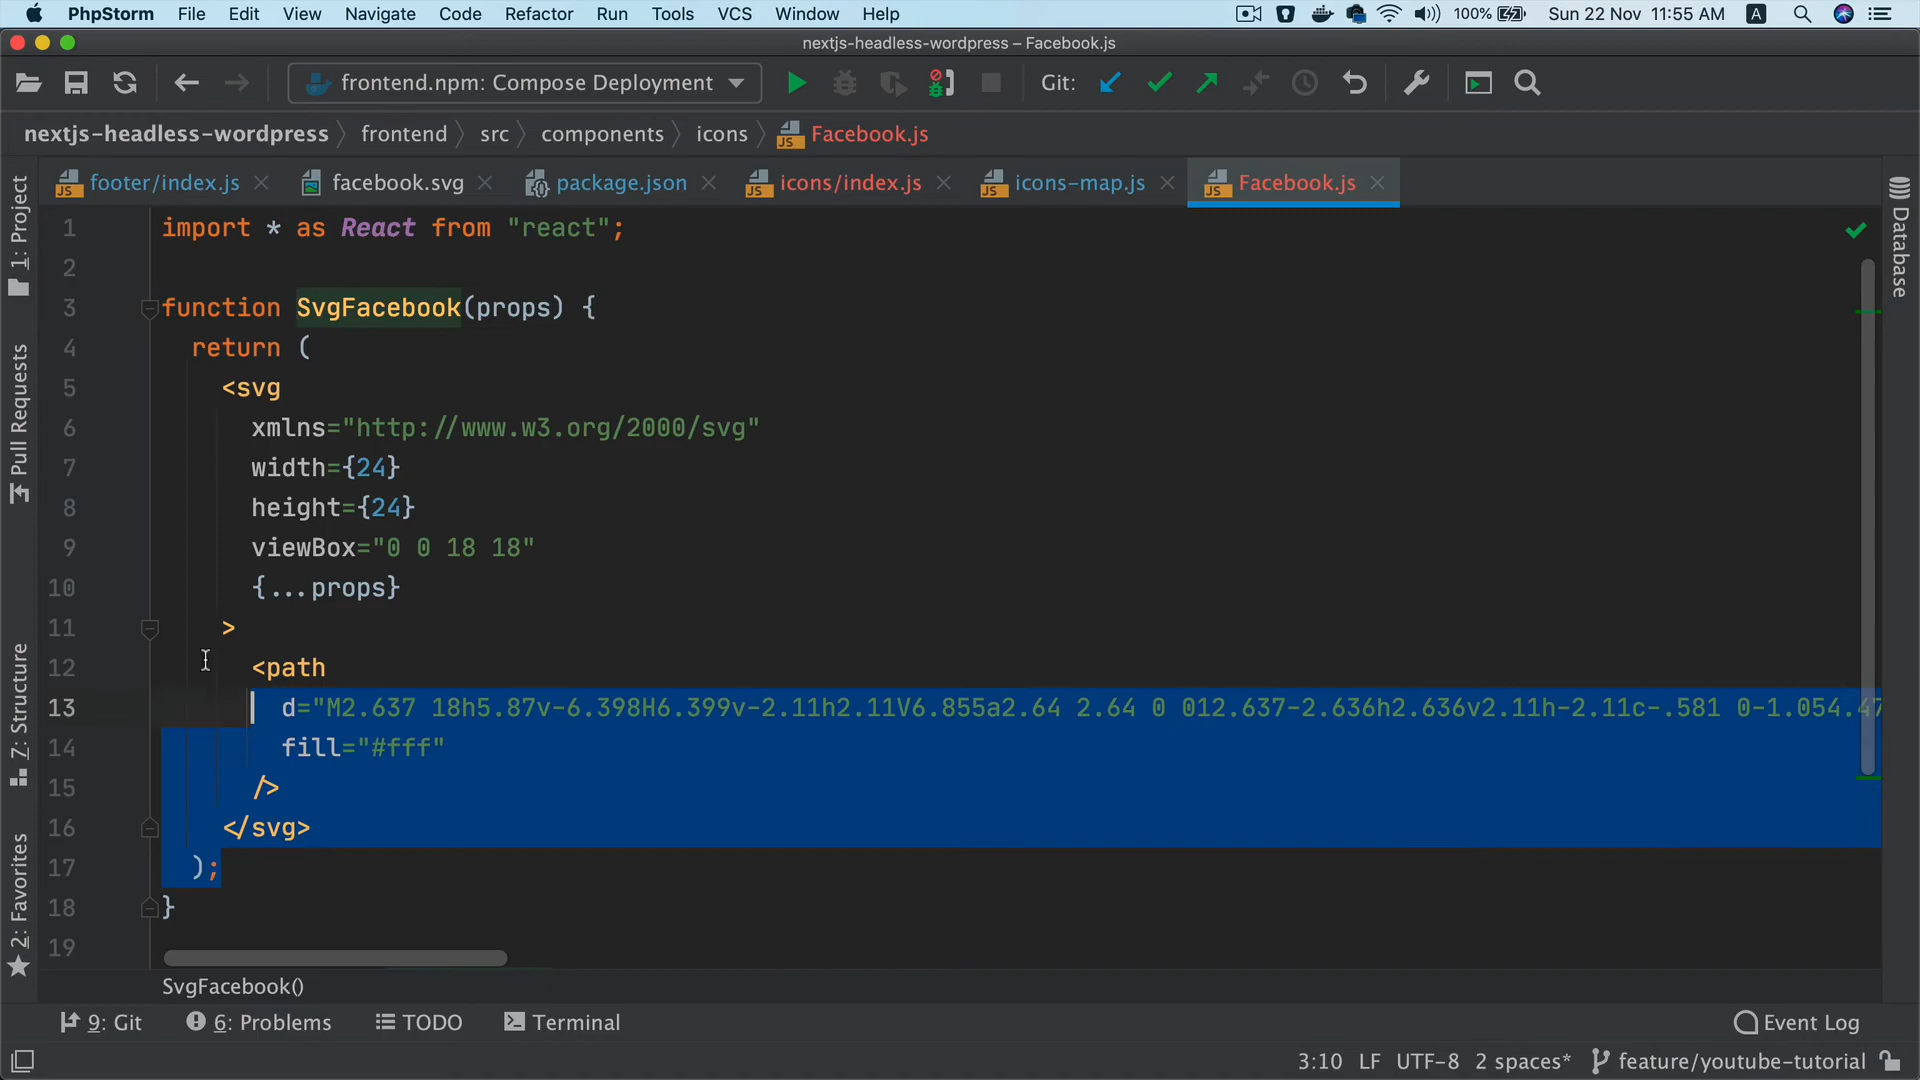 PhpStorm File Edit View Navigate Code Refactor Run Tools VCS Window Help 100% Sun 22 Nov 11:55 AM A
nextjs-headless-wordpress – Facebook.js
frontend.npm: Compose Deployment Git:
nextjs-headless-wordpress frontend src components icons Facebook.js
footer/index.js facebook.svg package.json icons/index.js icons-map.js Facebook.js
1: Project
Pull Requests
7: Structure
2: Favorites
Database
1 import * as React from "react";
2
3 function SvgFacebook(props) {
4 return (
5 <svg
6 xmlns="http://www.w3.org/2000/svg"
7 width={24}
8 height={24}
9 viewBox="0 0 18 18"
10 {...props}
11 >
12 <path
13 d="M2.637 18h5.87v-6.398H6.399v-2.11h2.11V6.855a2.64 2.64 0 012.637-2.636h2.636v2.11h-2.11c-.581 0-1.054.47
14 fill="#fff"
15 />
16 </svg>
17 );
18 }
19
SvgFacebook()
9: Git 6: Problems TODO Terminal Event Log
3:10 LF UTF-8 2 spaces* feature/youtube-tutorial